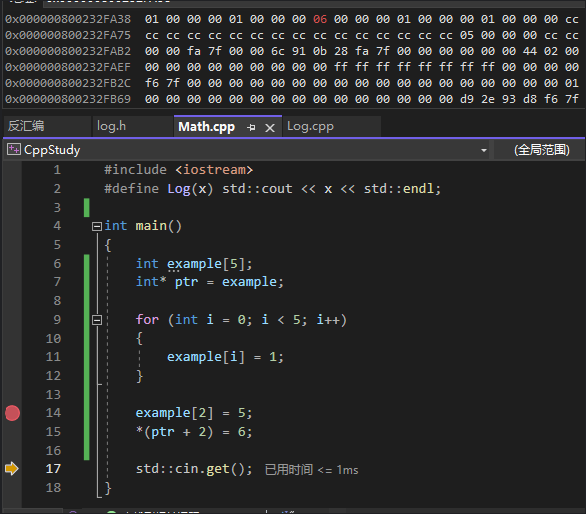 0x000000800232FA38 01 00 00 00 01 00 00 00 06 00 00 00 01 00 00 00 01 00 00 00 cc
0x000000800232FA75 cc cc cc cc cc cc cc cc cc cc cc cc cc 05 00 00 00 cc cc
0x000000800232FAB2 00 00 fa 7f 00 00 6c 91 0b 28 fa 7f 00 00 00 00 00 00 44 02 00
0x000000800232FAEF 00 00 00 00 00 00 00 00 00 ff ff ff ff ff ff ff ff 00 00 00 00
0x000000800232FB2C f6 7f 00 00 00 00 00 00 00 00 00 00 00 00 00 00 00 00 00 00 01
0x000000800232FB69 00 00 00 00 00 00 00 00 00 00 00 00 00 00 00 d9 2e 93 d8 f6 7f
反汇编 log.h Math.cpp Log.cpp
CppStudy (全局范围)
1 #include <iostream>
2 #define Log(x) std::cout << x << std::endl;
3
4 int main()
5 {
6 int example[5];
7 int* ptr = example;
8
9 for (int i = 0; i < 5; i++)
10 {
11 example[i] = 1;
12 }
13
14 example[2] = 5;
15 *(ptr + 2) = 6;
16
17 std::cin.get(); 已用时间 <= 1ms
18 }